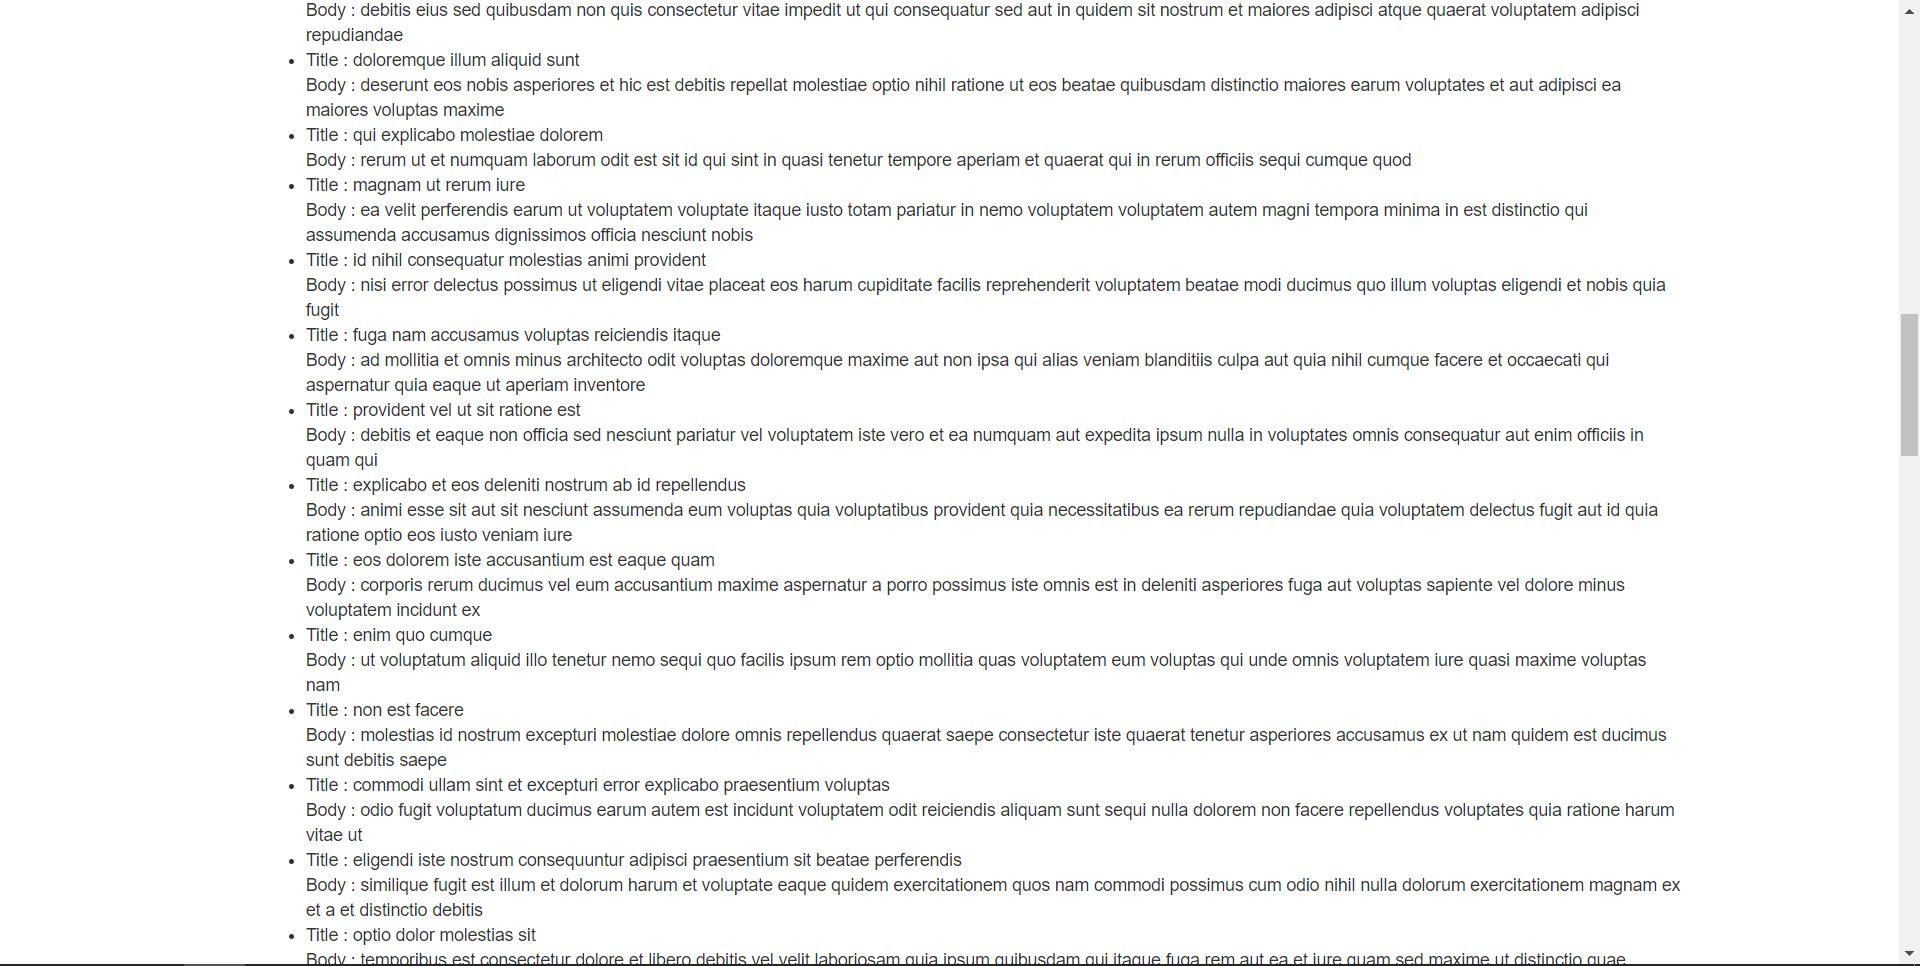 Body : debitis eius sed quibusdam non quis consectetur vitae impedit ut qui consequatur sed aut in quidem sit nostrum et maiores adipisci atque quaerat voluptatem adipisci
repudiandae
Title : doloremque illum aliquid sunt
Body : deserunt eos nobis asperiores et hic est debitis repellat molestiae optio nihil ratione ut eos beatae quibusdam distinctio maiores earum voluptates et aut adipisci ea
maiores voluptas maxime
Title : qui explicabo molestiae dolorem
Body : rerum ut et numquam laborum odit est sit id qui sint in quasi tenetur tempore aperiam et quaerat qui in rerum officiis sequi cumque quod
Title : magnam ut rerum iure
Body : ea velit perferendis earum ut voluptatem voluptate itaque iusto totam pariatur in nemo voluptatem voluptatem autem magni tempora minima in est distinctio qui
assumenda accusamus dignissimos officia nesciunt nobis
Title : id nihil consequatur molestias animi provident
Body : nisi error delectus possimus ut eligendi vitae placeat eos harum cupiditate facilis reprehenderit voluptatem beatae modi ducimus quo illum voluptas eligendi et nobis quia
fugit
Title : fuga nam accusamus voluptas reiciendis itaque
Body : ad mollitia et omnis minus architecto odit voluptas doloremque maxime aut non ipsa qui alias veniam blanditiis culpa aut quia nihil cumque facere et occaecati qui
aspernatur quia eaque ut aperiam inventore
Title : provident vel ut sit ratione est
Body : debitis et eaque non officia sed nesciunt pariatur vel voluptatem iste vero et ea numquam aut expedita ipsum nulla in voluptates omnis consequatur aut enim officiis in
quam qui
Title : explicabo et eos deleniti nostrum ab id repellendus
Body : animi esse sit aut sit nesciunt assumenda eum voluptas quia voluptatibus provident quia necessitatibus ea rerum repudiandae quia voluptatem delectus fugit aut id quia
ratione optio eos iusto veniam iure
Title : eos dolorem iste accusantium est eaque quam
Body : corporis rerum ducimus vel eum accusantium maxime aspernatur a porro possimus iste omnis est in deleniti asperiores fuga aut voluptas sapiente vel dolore minus
voluptatem incidunt ex
Title : enim quo cumque
Body : ut voluptatum aliquid illo tenetur nemo sequi quo facilis ipsum rem optio mollitia quas voluptatem eum voluptas qui unde omnis voluptatem iure quasi maxime voluptas
nam
Title : non est facere
Body : molestias id nostrum excepturi molestiae dolore omnis repellendus quaerat saepe consectetur iste quaerat tenetur asperiores accusamus ex ut nam quidem est ducimus
sunt debitis saepe
Title : commodi ullam sint et excepturi error explicabo praesentium voluptas
Body : odio fugit voluptatum ducimus earum autem est incidunt voluptatem odit reiciendis aliquam sunt sequi nulla dolorem non facere repellendus voluptates quia ratione harum
vitae ut
Title : eligendi iste nostrum consequuntur adipisci praesentium sit beatae perferendis
Body : similique fugit est illum et dolorum harum et voluptate eaque quidem exercitationem quos nam commodi possimus cum odio nihil nulla dolorum exercitationem magnam ex
et a et distinctio debitis
Title : optio dolor molestias sit
Body : temporibus est consectetur dolore et libero debitis vel velit laboriosam quia ipsum quibusdam qui itaque fuga rem aut ea et iure quam sed maxime ut distinctio quae